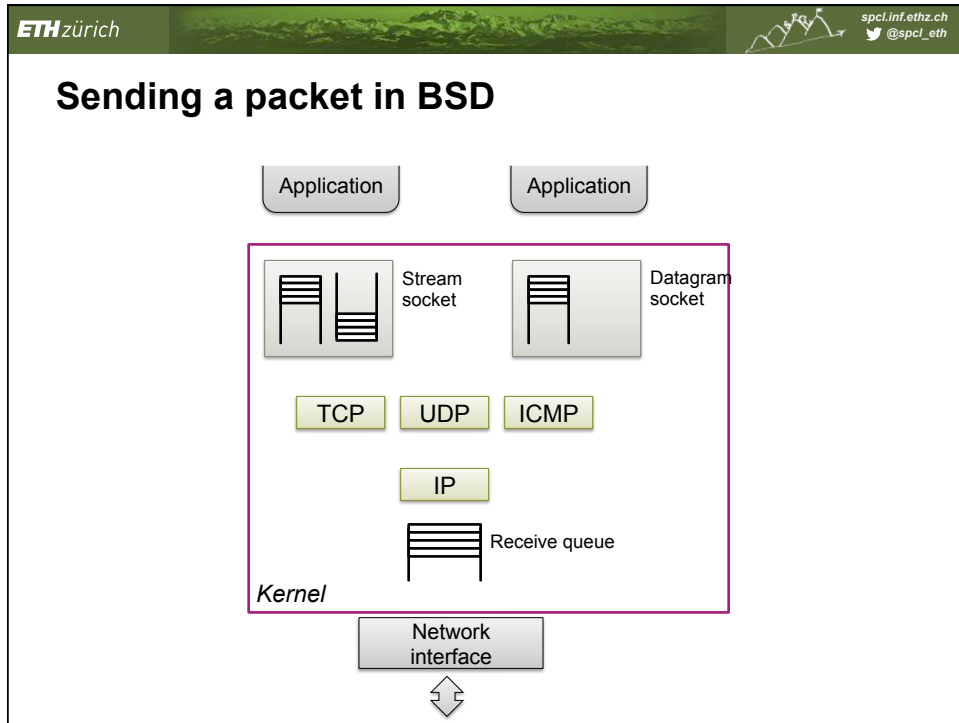 ETH zürich
spcl.inf.ethz.ch
@spcl_eth
spcl
Sending a packet in BSD
Application
Application
Stream
socket
Datagram
socket
TCP
UDP
ICMP
IP
Receive queue
Kernel
Network
interface